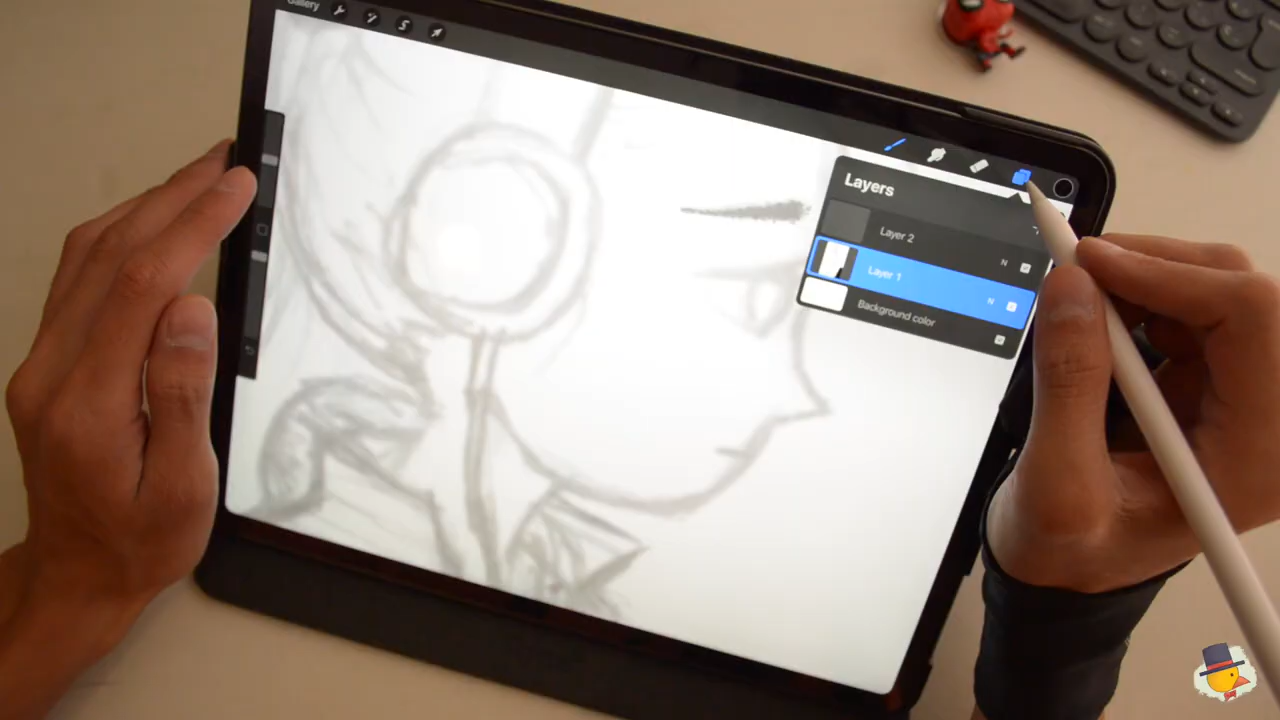 Gallery
Layers
Layer 2
N
Layer 1
N
Background color